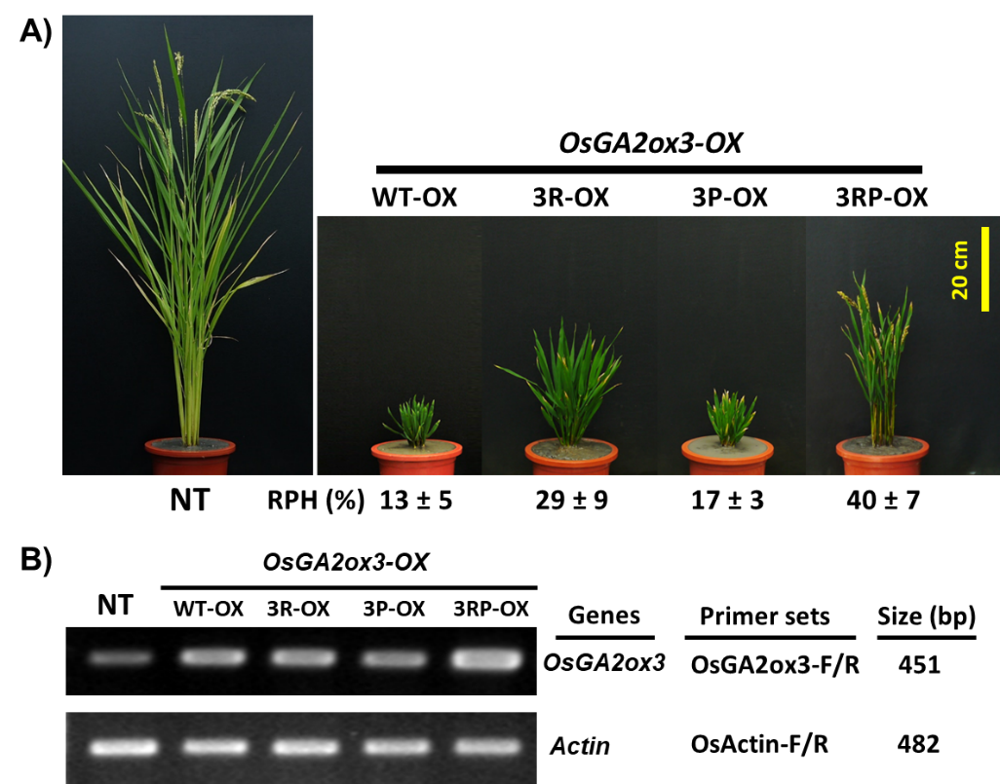 A)
OsGA2ox3-OX
WT-OX 3R-OX 3P-OX 3RP-OX
20 cm
NT RPH (%) 13 ± 5 29 ± 9 17 ± 3 40 ± 7
B)
OsGA2ox3-OX
NT WT-OX 3R-OX 3P-OX 3RP-OX Genes Primer sets Size (bp)
OsGA2ox3 OsGA2ox3-F/R 451
Actin OsActin-F/R 482